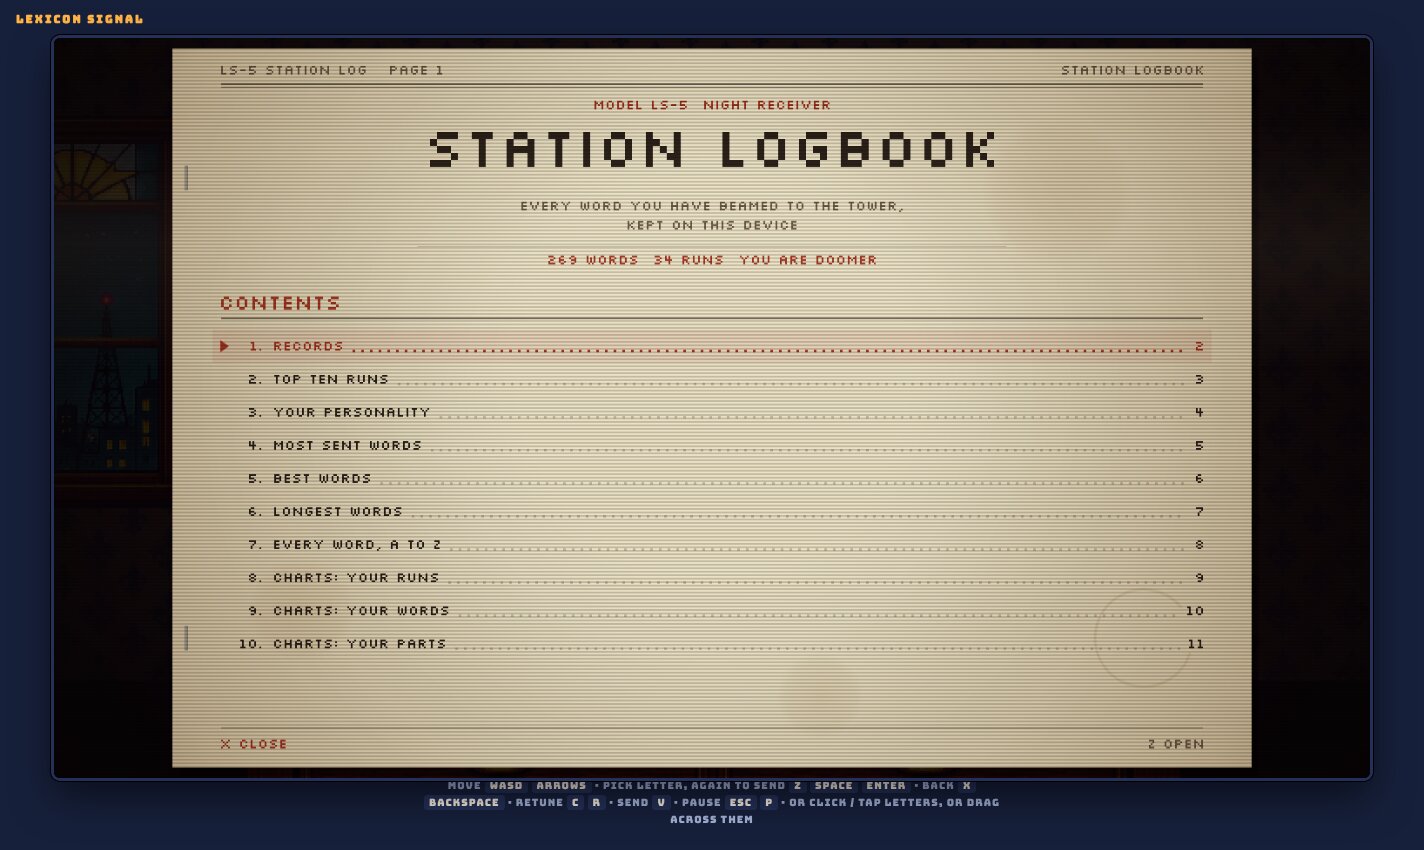 LEXICON SIGNAL
LS-5 STATION LOG PAGE 1 STATION LOGBOOK
MODEL LS-5 NIGHT RECEIVER
STATION LOGBOOK
EVERY WORD YOU HAVE BEAMED TO THE TOWER,
KEPT ON THIS DEVICE
269 WORDS 34 RUNS YOU ARE DOOMER
CONTENTS
1. RECORDS 2
2. TOP TEN RUNS 3
3. YOUR PERSONALITY 4
4. MOST SENT WORDS 5
5. BEST WORDS 6
6. LONGEST WORDS 7
7. EVERY WORD, A TO Z 8
8. CHARTS: YOUR RUNS 9
9. CHARTS: YOUR WORDS 10
10. CHARTS: YOUR PARTS 11
X CLOSE Z OPEN
MOVE WASD ARROWS · PICK LETTER, AGAIN TO SEND Z SPACE ENTER · BACK X
BACKSPACE · RETUNE C R · SEND V · PAUSE ESC P · OR CLICK / TAP LETTERS, OR DRAG
ACROSS THEM